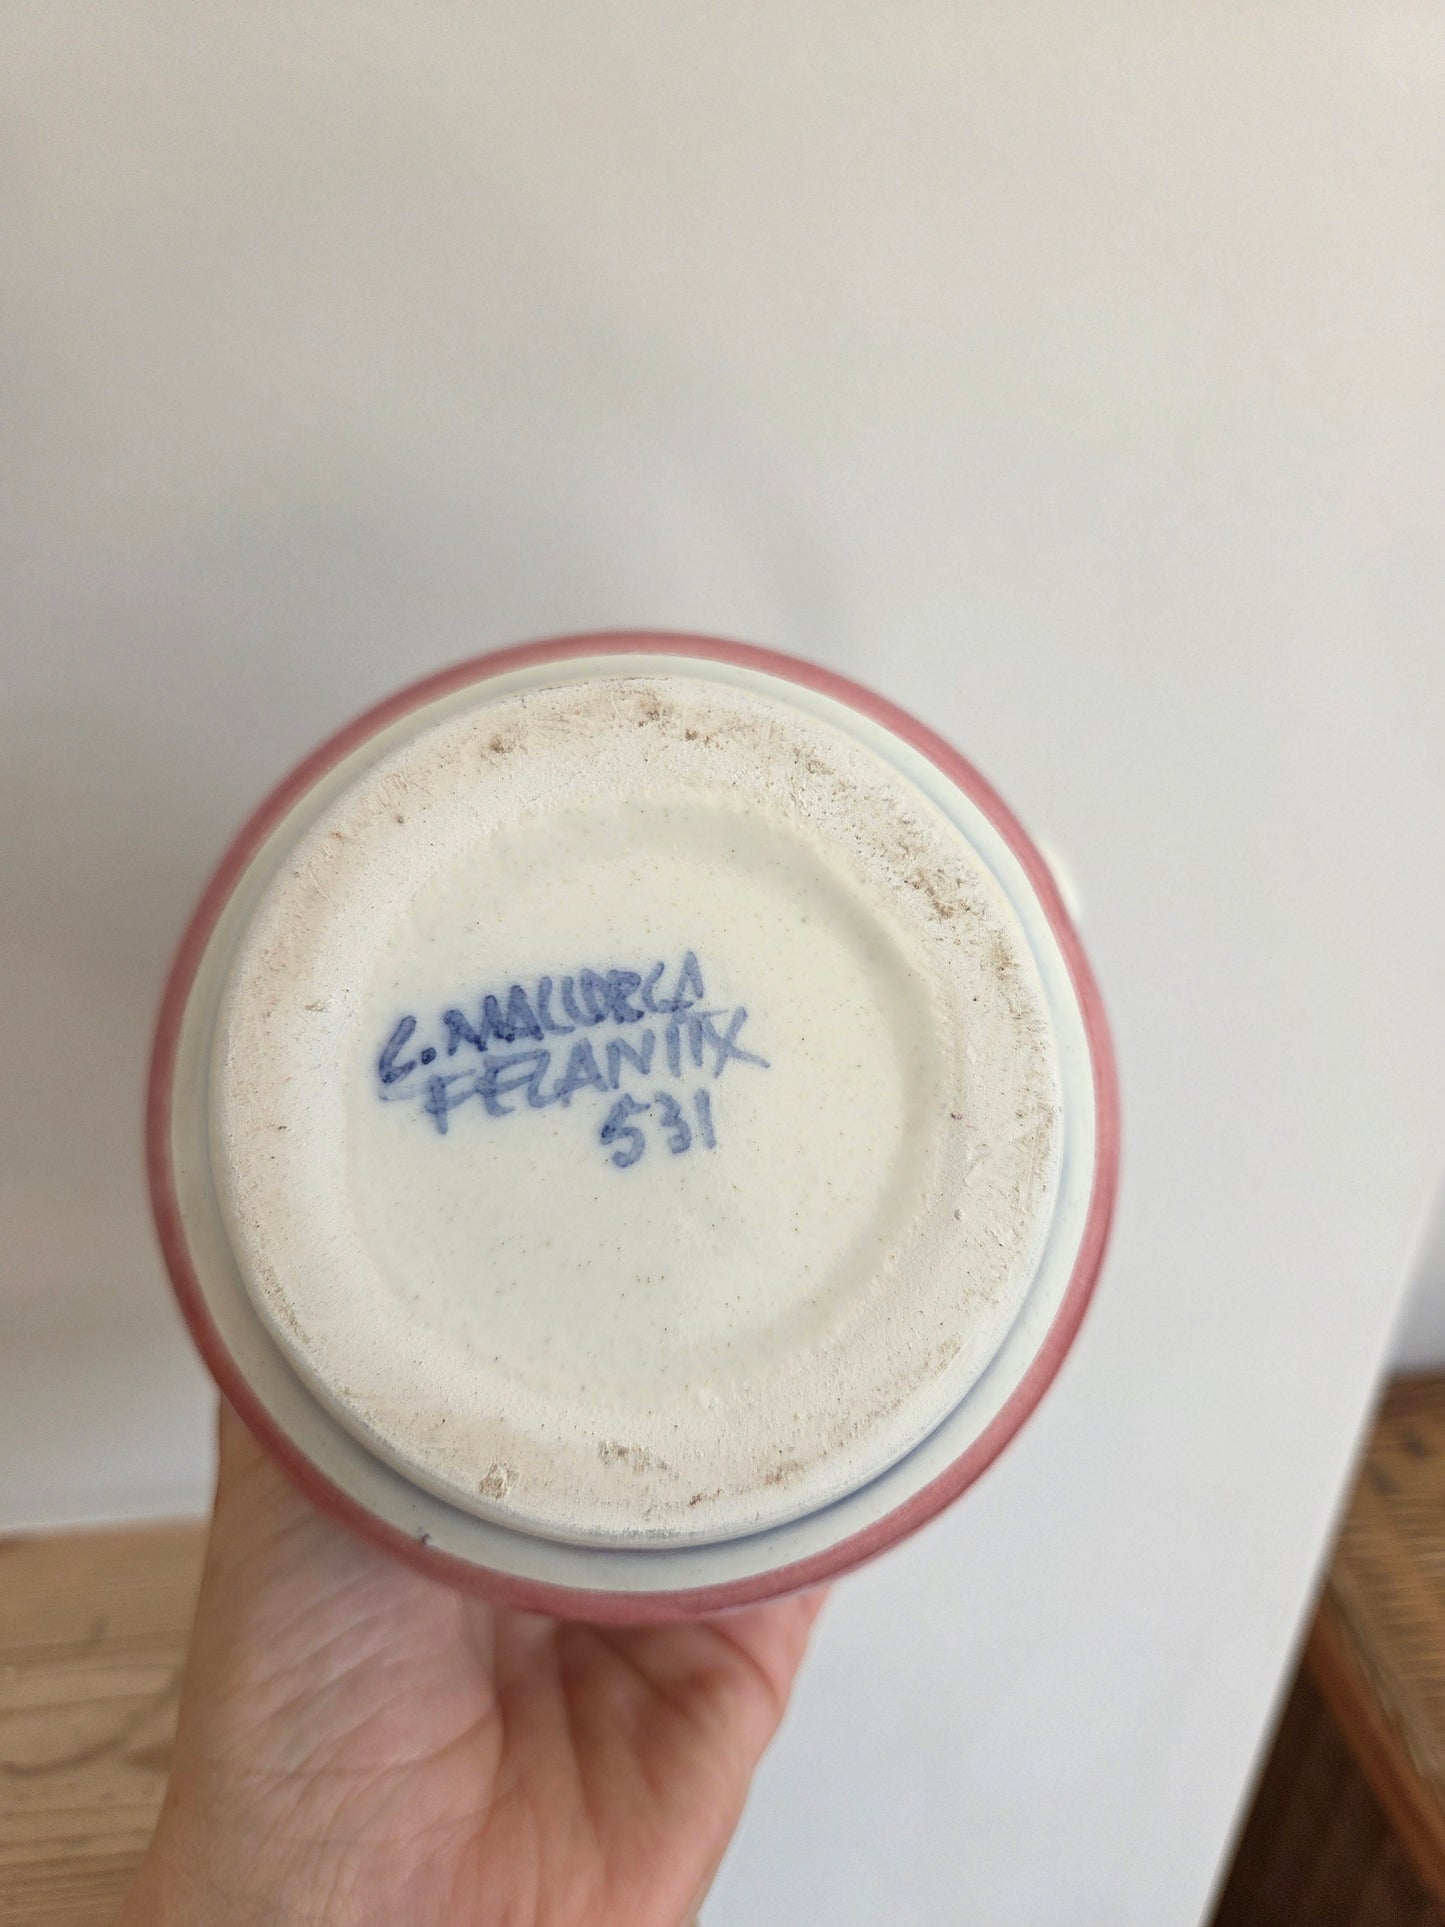 C. MALLORCA
FELANITX
531